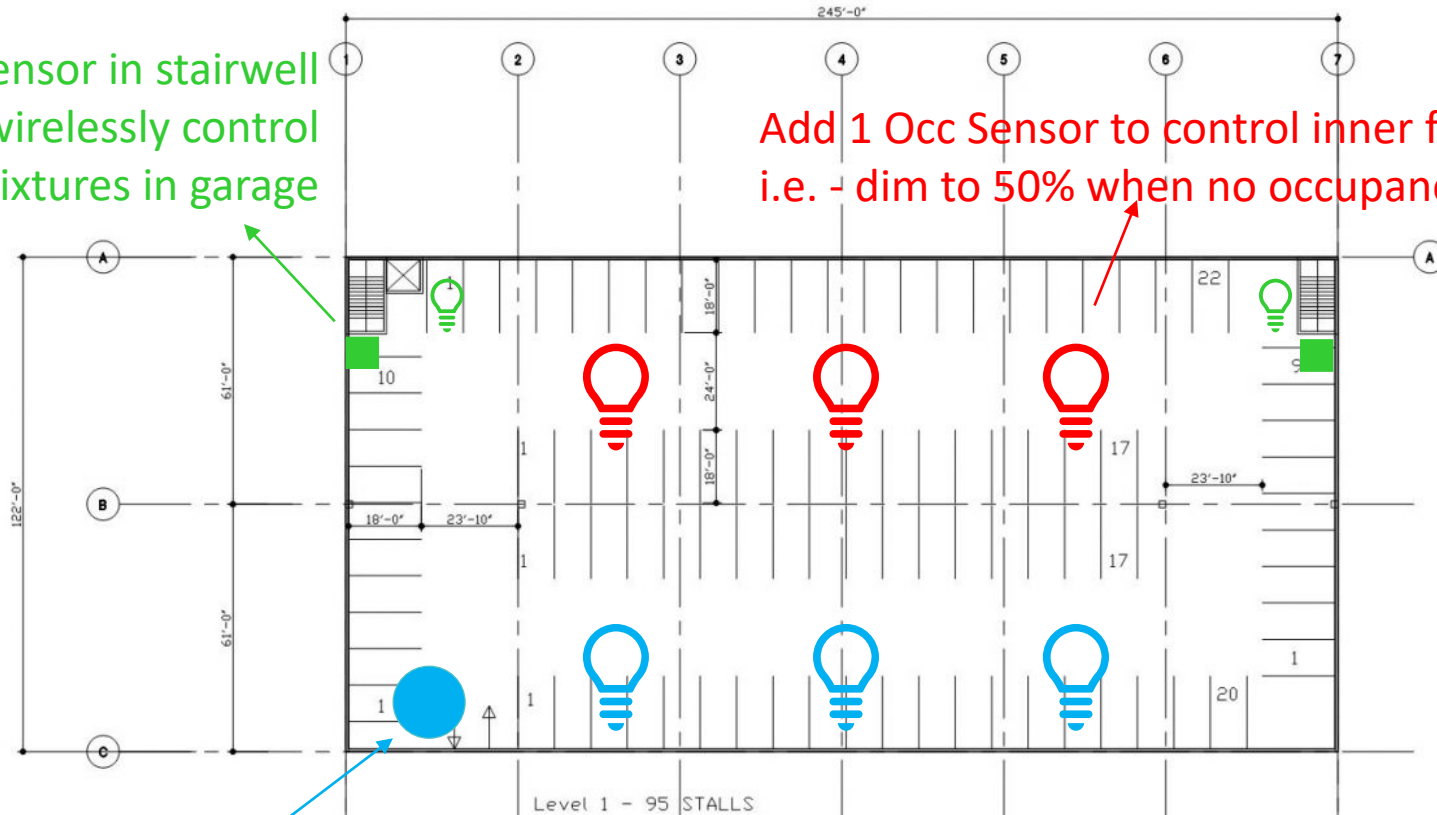 245'-0"
1 2 3 4 5 6 7
ensor in stairwell
wirelessly control
ixtures in garage
Add 1 Occ Sensor to control inner f
i.e. - dim to 50% when no occupan
A A
1 22
18'-0"
10 9
61'-0"
24'-0"
1 17
18'-0"
122'-0"
B
23'-10"
18'-0" 23'-10"
1 17
61'-0"
1
1 1 20
C
Level 1 - 95 STALLS